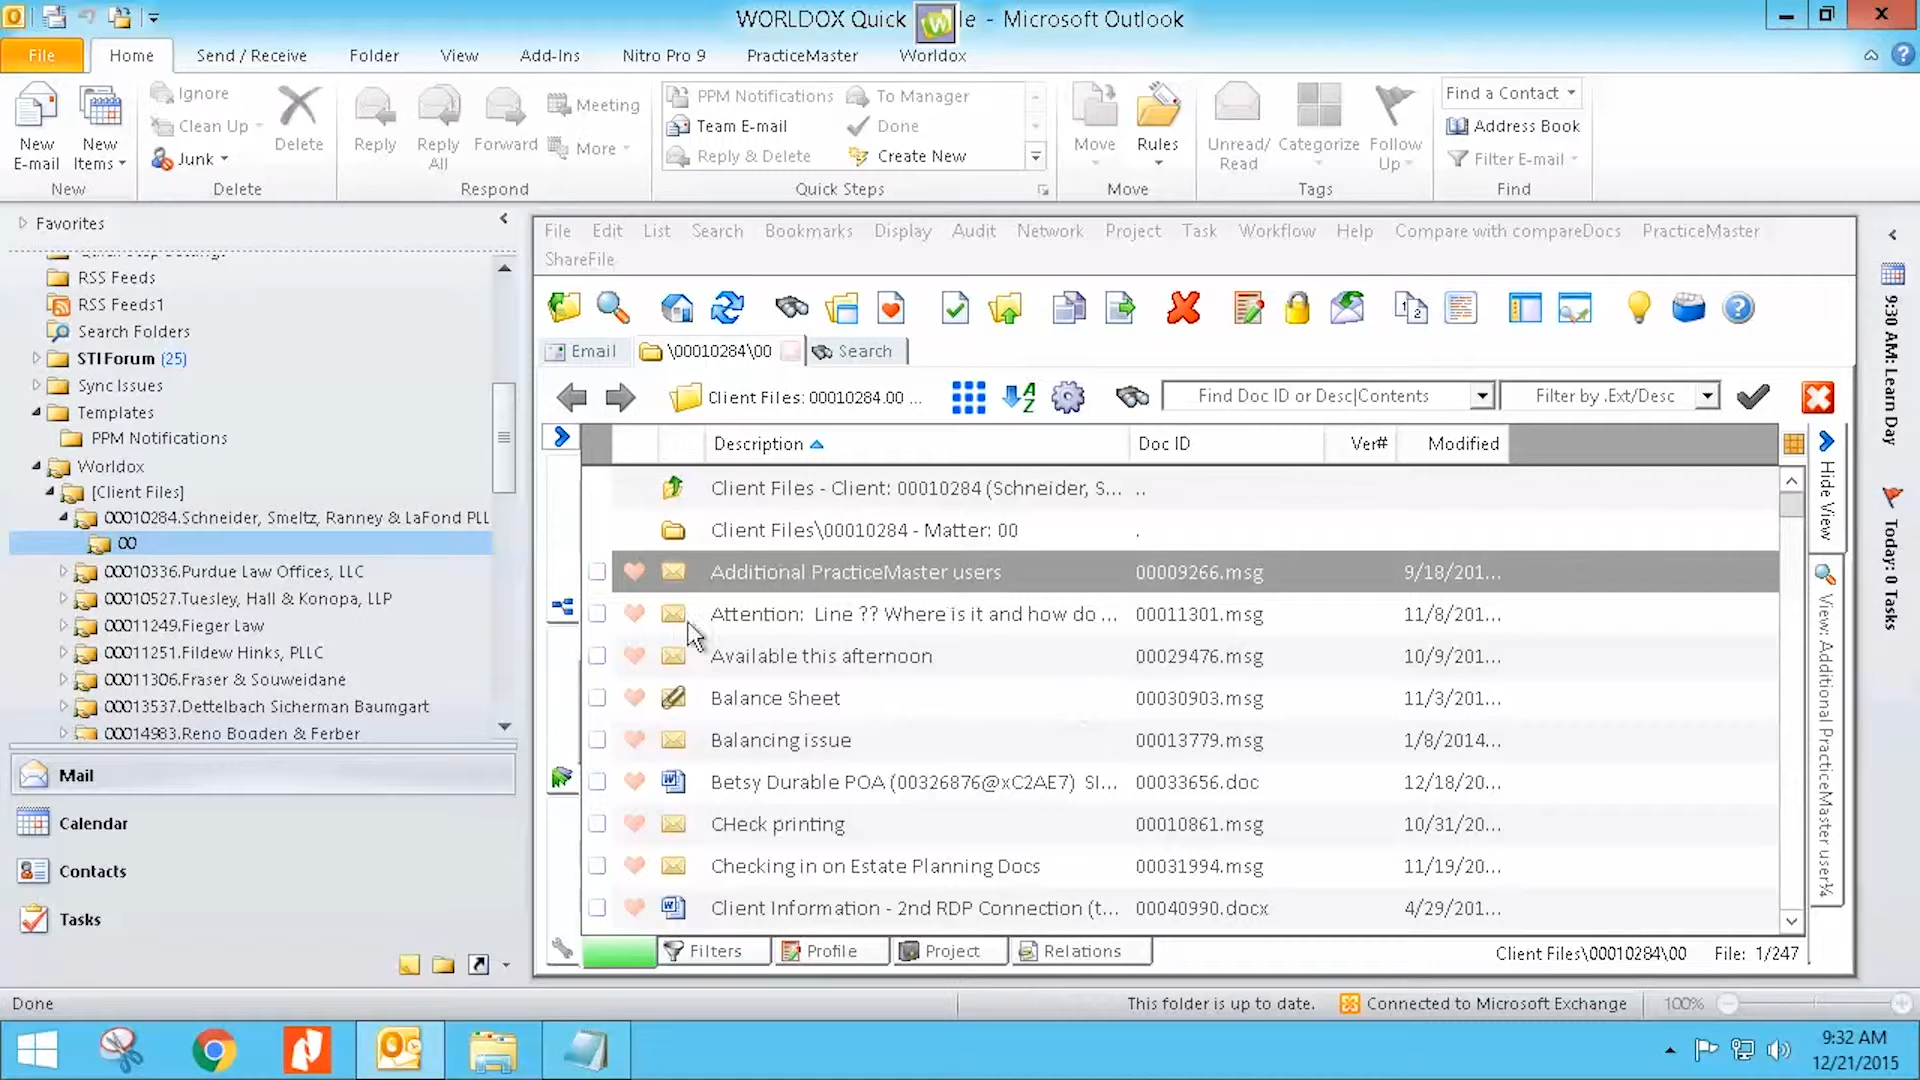 WORLDOX Quick le - Microsoft Outlook
File Home Send / Receive Folder View Add-Ins Nitro Pro 9 PracticeMaster Worldox
New E-mail
New Items
Ignore
Clean Up
Junk
Delete
Reply
Reply All
Forward
Meeting
More
PPM Notifications
Team E-mail
Reply & Delete
To Manager
Done
Create New
Move
Rules
Unread/ Read
Categorize
Follow Up
Find a Contact
Address Book
Filter E-mail
New Delete Respond Quick Steps Move Tags Find
Favorites
RSS Feeds
RSS Feeds1
Search Folders
STI Forum (25)
Sync Issues
Templates
PPM Notifications
Worldox
[Client Files]
00010284.Schneider, Smeltz, Ranney & LaFond PLL
00
00010336.Purdue Law Offices, LLC
00010527.Tuesley, Hall & Konopa, LLP
00011249.Fieger Law
00011251.Fildew Hinks, PLLC
00011306.Fraser & Souweidane
00013537.Dettelbach Sicherman Baumgart
00014983.Reno Bogden & Ferber
Mail
Calendar
Contacts
Tasks
File Edit List Search Bookmarks Display Audit Network Project Task Workflow Help Compare with compareDocs PracticeMaster
ShareFile
Email \00010284\00 Search
Client Files: 00010284.00 ... Find Doc ID or Desc|Contents Filter by .Ext/Desc
Description Doc ID Ver# Modified
Client Files - Client: 00010284 (Schneider, S... ..
Client Files\00010284 - Matter: 00 .
Additional PracticeMaster users 00009266.msg 9/18/201...
Attention: Line ?? Where is it and how do ... 00011301.msg 11/8/201...
Available this afternoon 00029476.msg 10/9/201...
Balance Sheet 00030903.msg 11/3/201...
Balancing issue 00013779.msg 1/8/2014...
Betsy Durable POA (00326876@xC2AE7) SI... 00033656.doc 12/18/20...
CHeck printing 00010861.msg 10/31/20...
Checking in on Estate Planning Docs 00031994.msg 11/19/20...
Client Information - 2nd RDP Connection (t... 00040990.docx 4/29/201...
Filters Profile Project Relations Client Files\00010284\00 File: 1/247
Hide View
View: Additional PracticeMaster user¾
9:30 AM: Learn Day
Today: 0 Tasks
Done This folder is up to date. Connected to Microsoft Exchange 100%
9:32 AM
12/21/2015